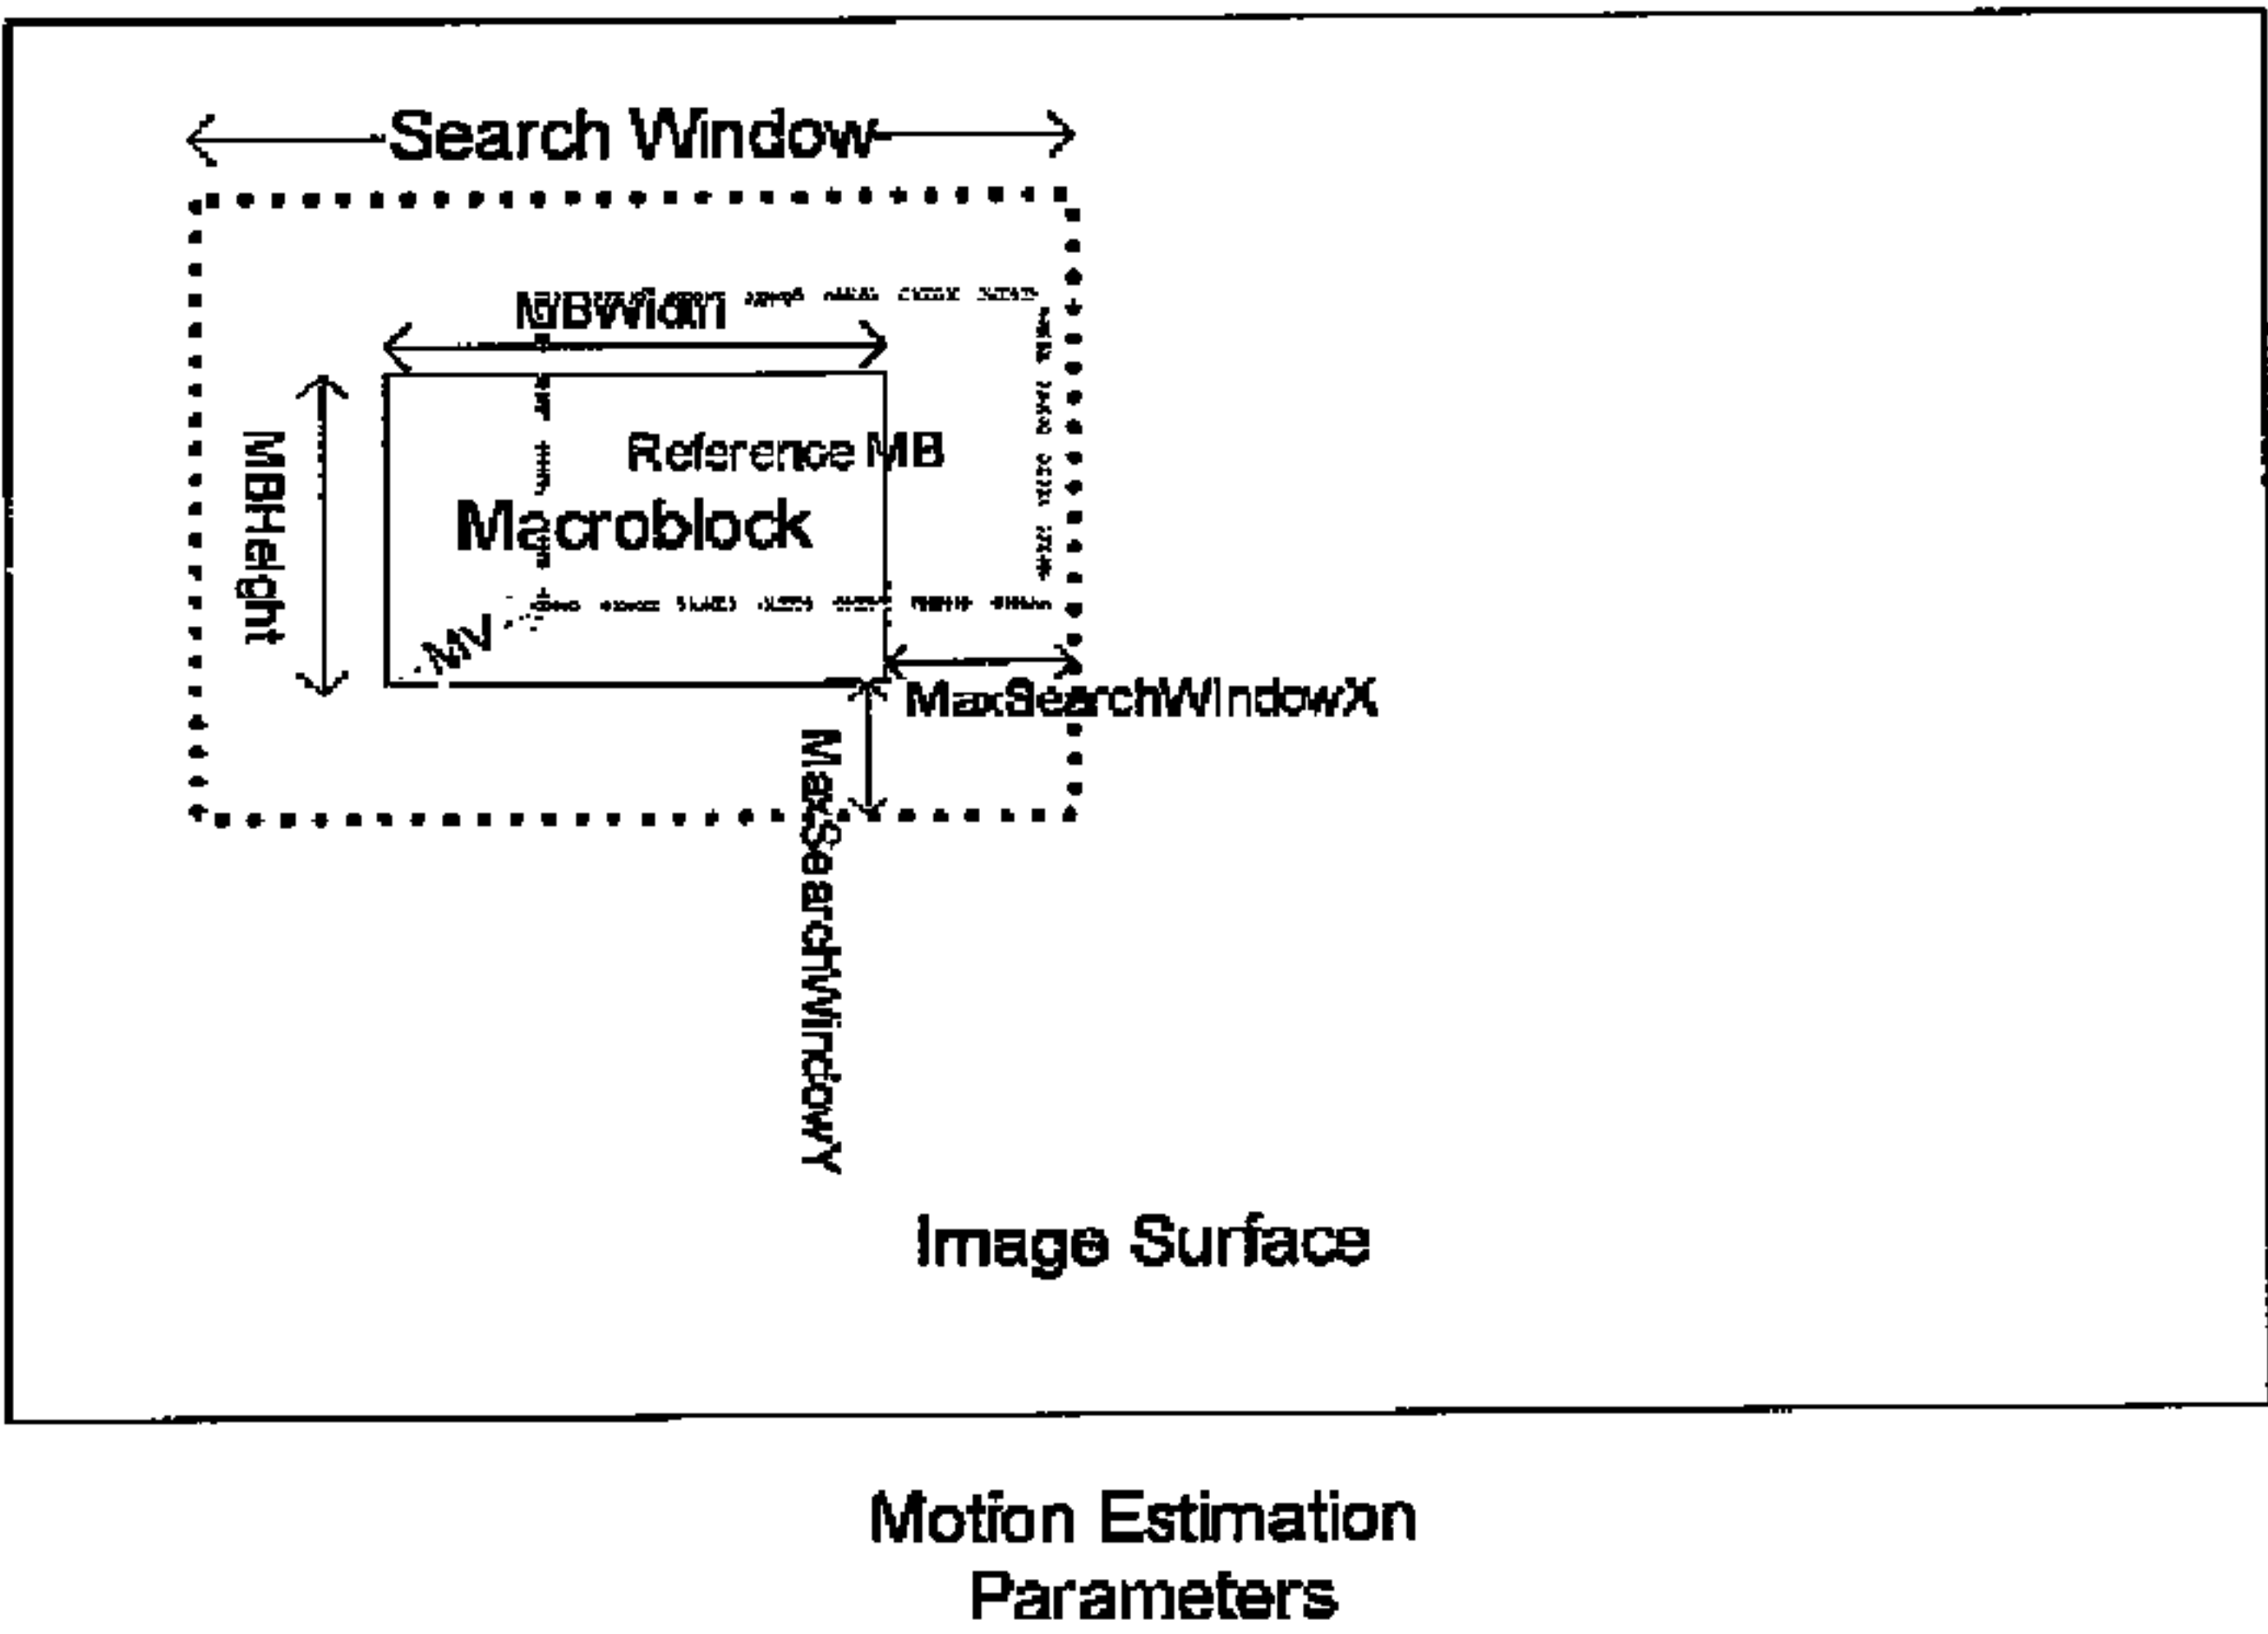 Search Window
MBWidth
Reference MB
Macroblock
MBHeight
MV
MaxSearchWindowX
MaxSearchWindowY
Image Surface
Motion Estimation
Parameters